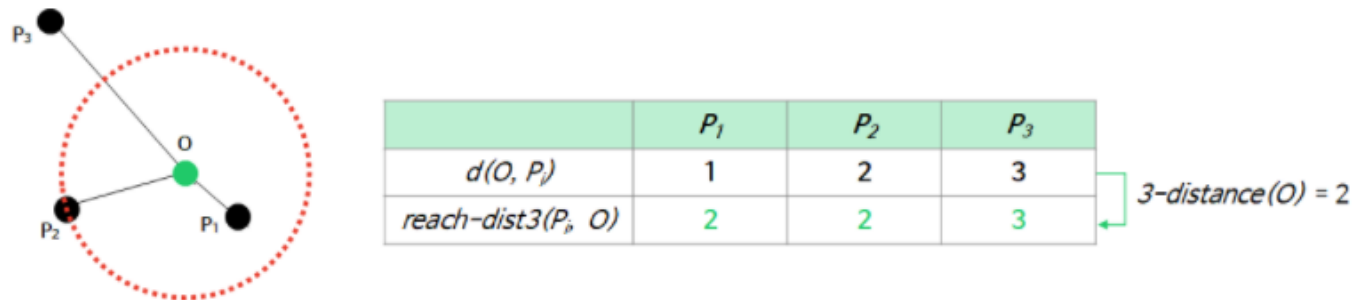 P₃
O
P₂
P₁
P₁ P₂ P₃
d(O, Pᵢ) 1 2 3
reach-dist3(Pᵢ, O) 2 2 3
3-distance(O) = 2